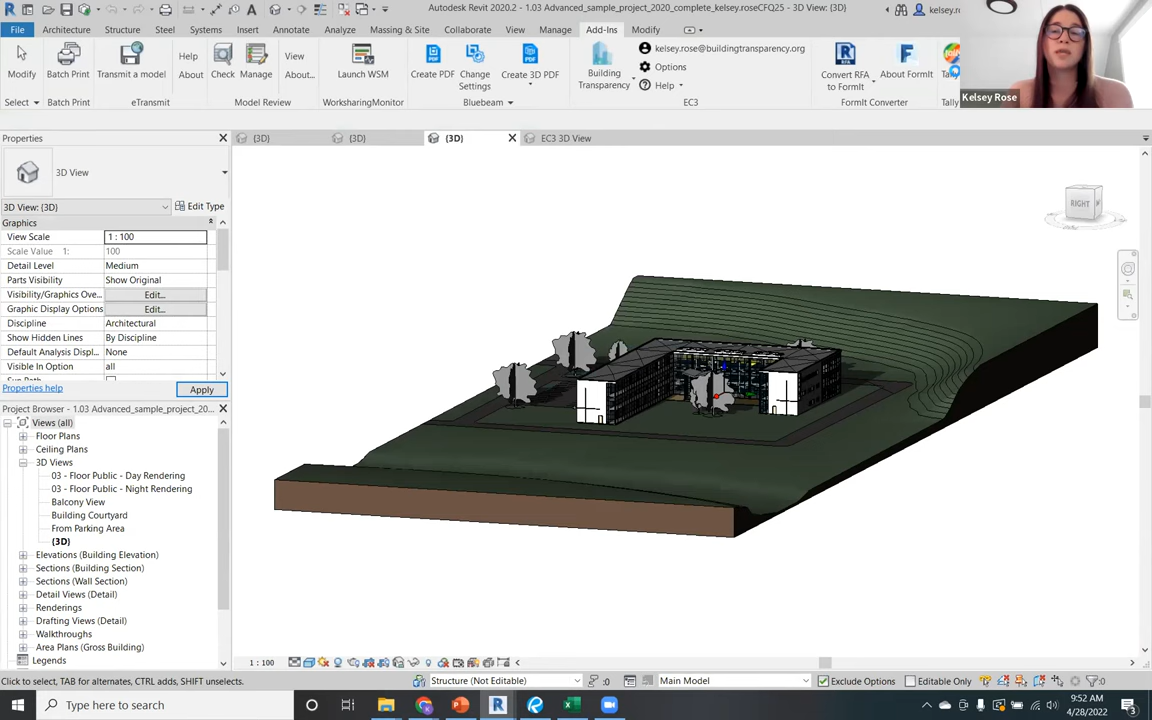 Autodesk Revit 2020.2 - 1.03 Advanced_sample_project_2020_complete_kelsey.roseCFQ25 - 3D View: {3D}
kelsey.r
File Architecture Structure Steel Systems Insert Annotate Analyze Massing & Site Collaborate View Manage Add-Ins Modify
Modify
Batch Print
Transmit a model
Help
About
Check
Manage
View
About...
Launch WSM
Create PDF
Change Settings
Create 3D PDF
Building Transparency
kelsey.rose@buildingtransparency.org
Options
Help
Convert RFA to FormIt
About FormIt
Tally
Select
Batch Print
eTransmit
Model Review
WorksharingMonitor
Bluebeam
EC3
FormIt Converter
Kelsey Rose
Properties
{3D}
{3D}
{3D}
EC3 3D View
3D View
3D View: {3D}
Edit Type
Graphics
View Scale 1 : 100
Scale Value 1: 100
Detail Level Medium
Parts Visibility Show Original
Visibility/Graphics Ove... Edit...
Graphic Display Options Edit...
Discipline Architectural
Show Hidden Lines By Discipline
Default Analysis Displ... None
Visible In Option all
Properties help
Apply
RIGHT
Project Browser - 1.03 Advanced_sample_project_20...
Views (all)
Floor Plans
Ceiling Plans
3D Views
03 - Floor Public - Day Rendering
03 - Floor Public - Night Rendering
Balcony View
Building Courtyard
From Parking Area
{3D}
Elevations (Building Elevation)
Sections (Building Section)
Sections (Wall Section)
Detail Views (Detail)
Renderings
Drafting Views (Detail)
Walkthroughs
Area Plans (Gross Building)
Legends
1 : 100
Click to select, TAB for alternates, CTRL adds, SHIFT unselects.
Structure (Not Editable)
:0
Main Model
Exclude Options
Editable Only
:0
Type here to search
9:52 AM
4/28/2022
3